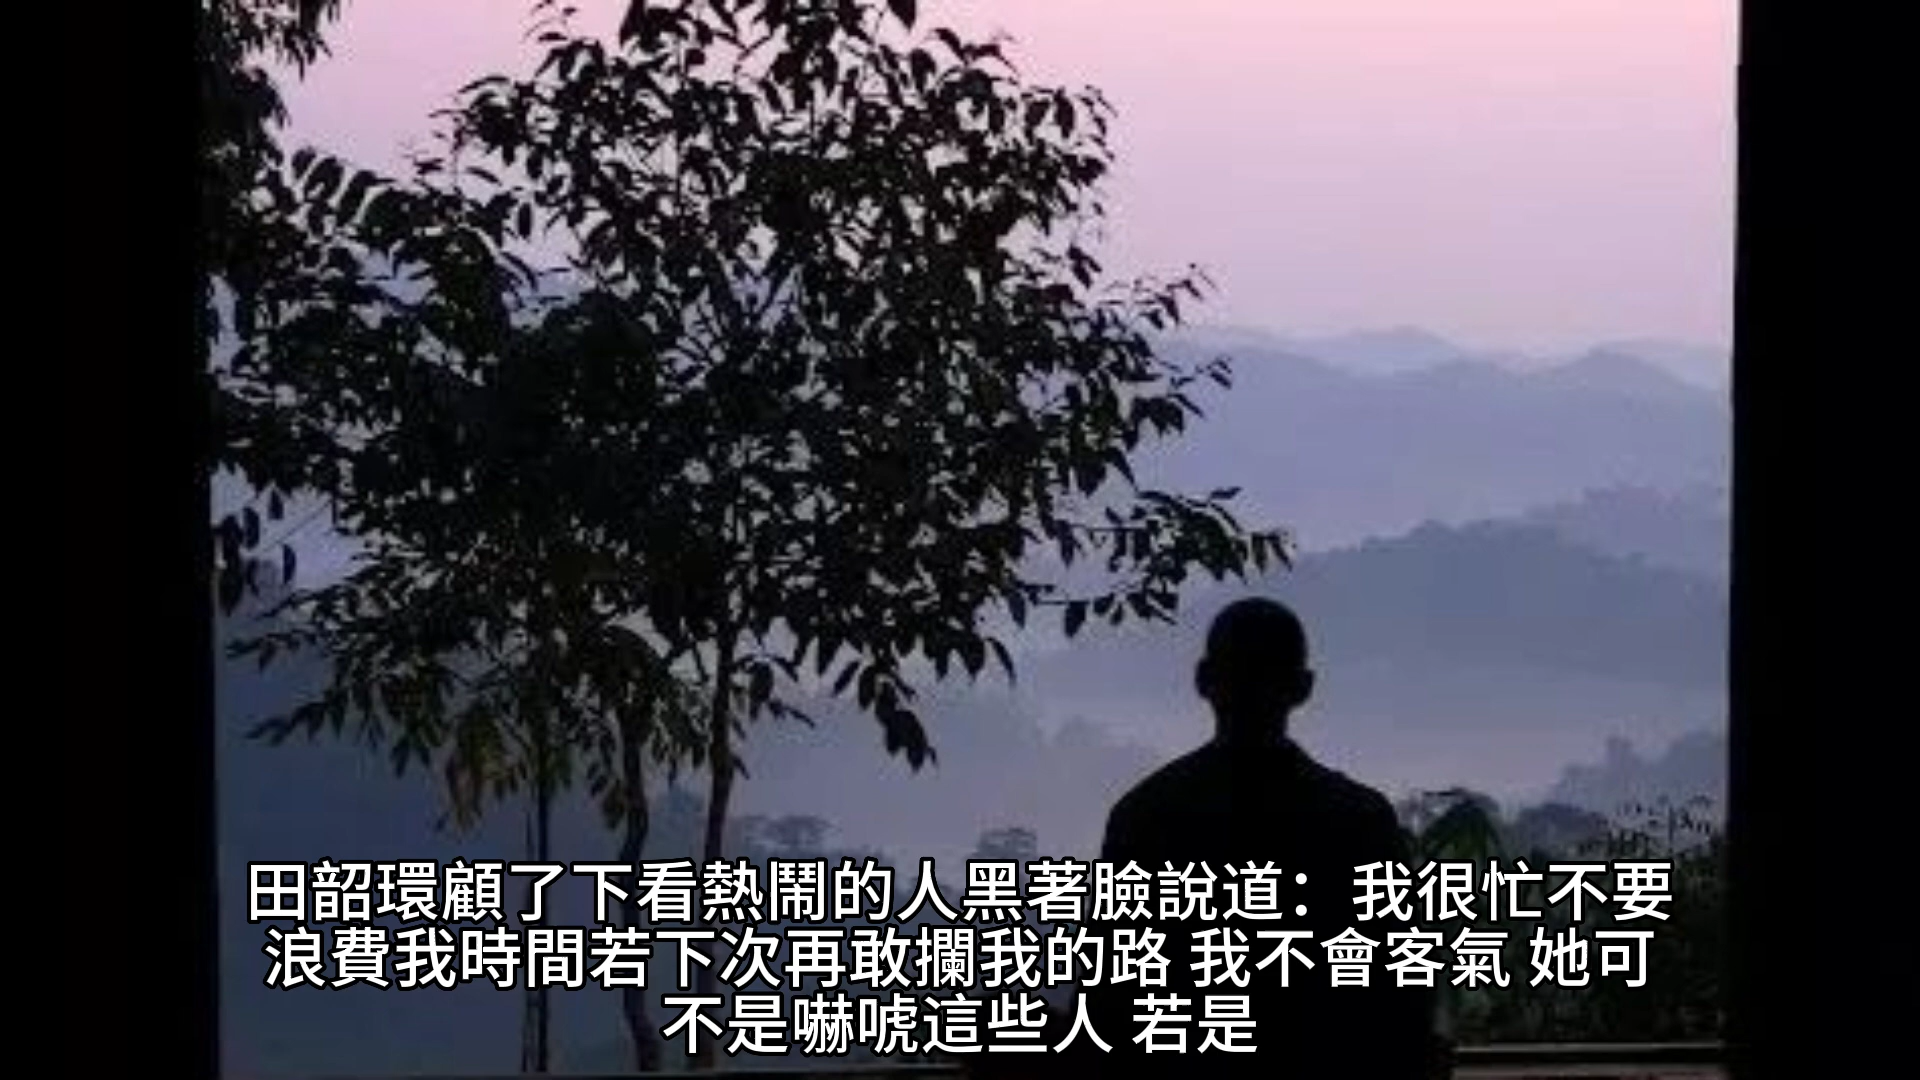 田韶環顧了下看熱鬧的人黑著臉說道：我很忙不要
浪費我時間若下次再敢攔我的路 我不會客氣 她可
不是嚇唬這些人 若是